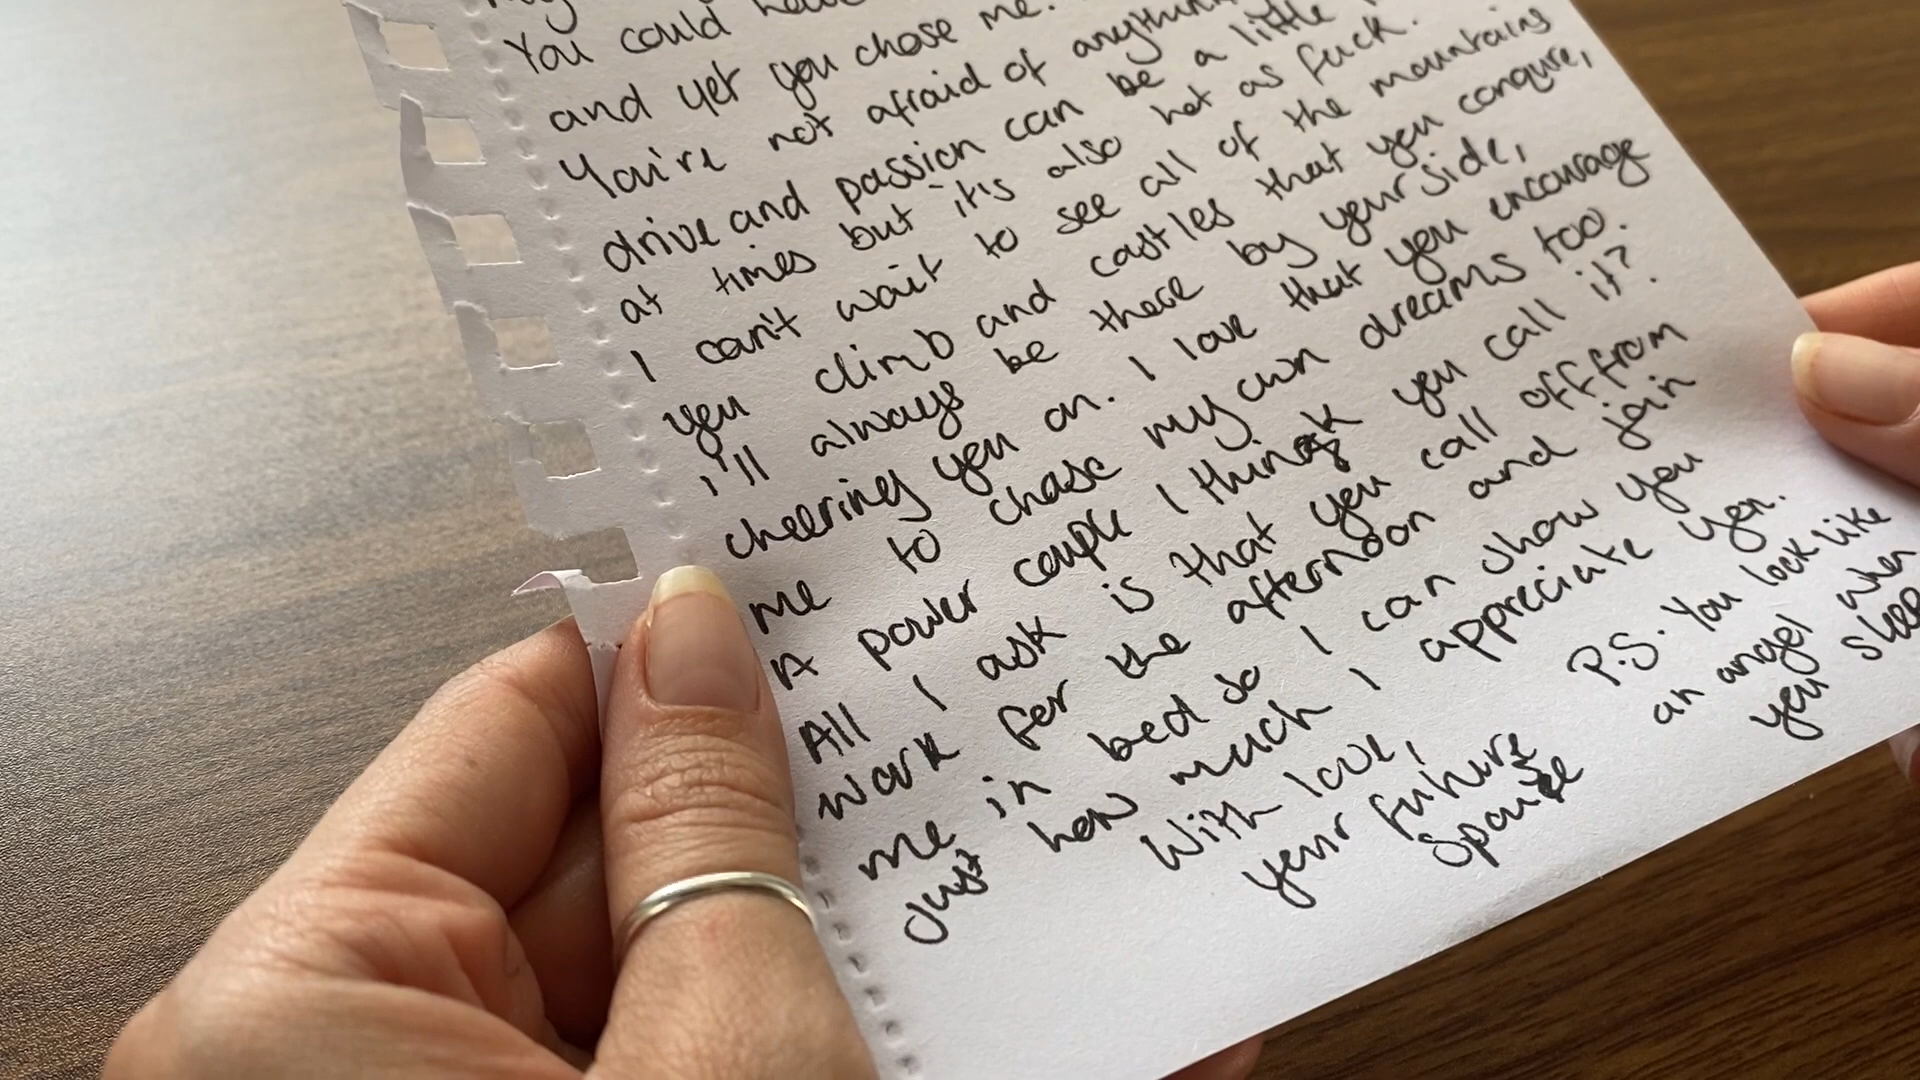 You could have
and yet you chose me.
You're not afraid of anything
drive and passion can be a little
at times but it's also hot as fuck.
I can't wait to see all of the mountains
you climb and castles that you conqure,
i'll always be there by your side,
cheering you on. I love that you encourage
me to chase my own dreams too.
A power couple I think you call it?
All I ask is that you call off from
work for the afternoon and join
me in bed so I can show you
just how much I appreciate you.
With love,
your future
Spouse
P.S. You look like
an angel when
you sleep